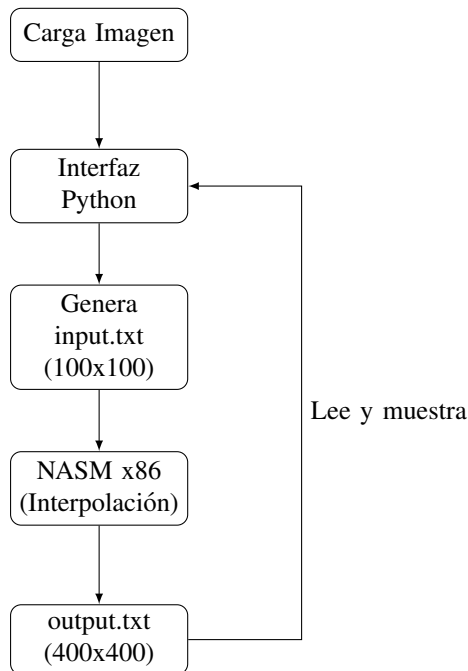 Carga Imagen
Interfaz
Python
Genera
input.txt
(100x100)
Lee y muestra
NASM x86
(Interpolación)
output.txt
(400x400)